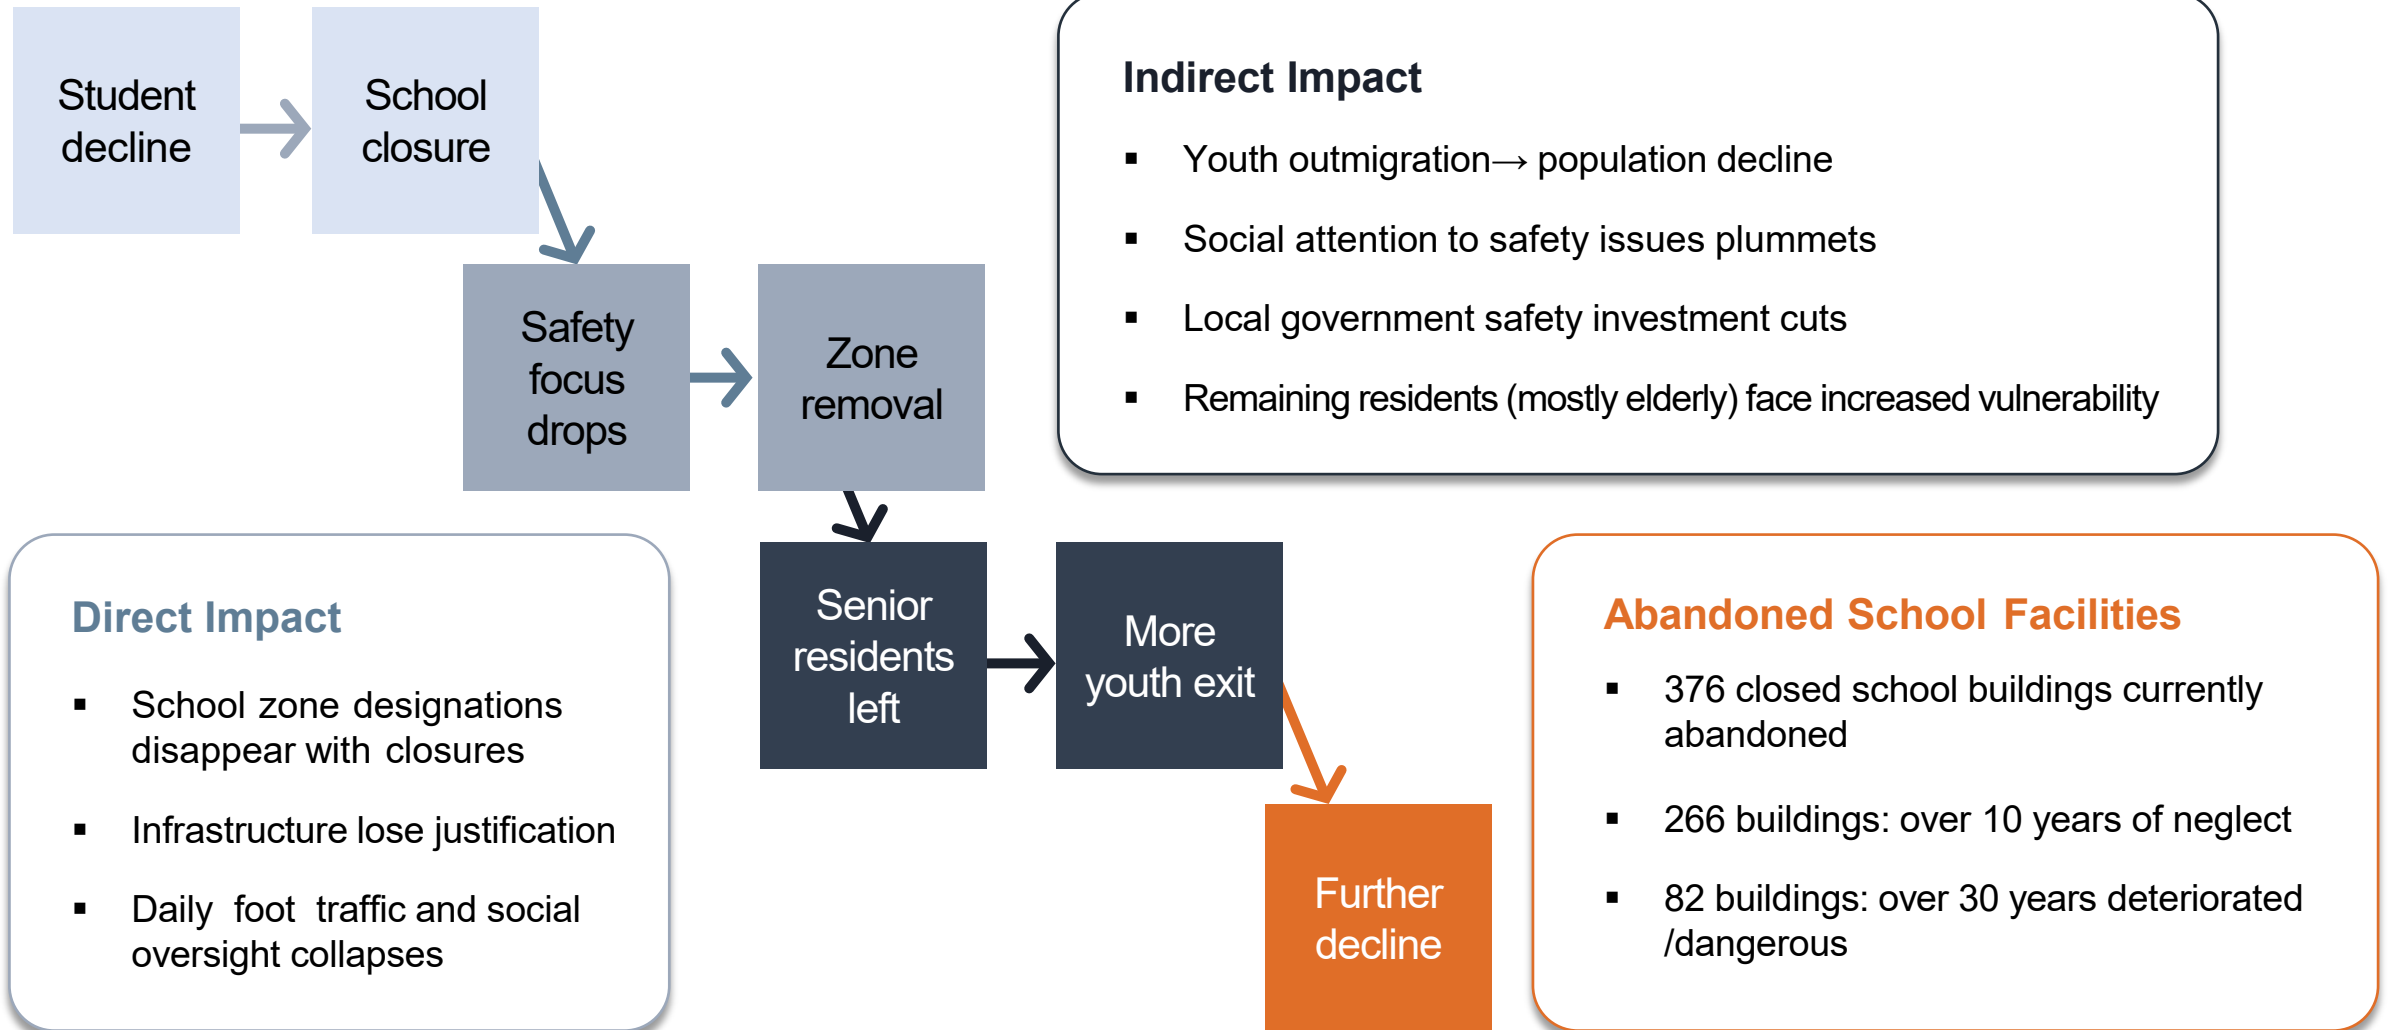 Student
decline
School
closure
Safety
focus
drops
Zone
removal
Senior
residents
left
More
youth exit
Further
decline
Indirect Impact
▪ Youth outmigration→ population decline
▪ Social attention to safety issues plummets
▪ Local government safety investment cuts
▪ Remaining residents (mostly elderly) face increased vulnerability
Direct Impact
▪ School zone designations
disappear with closures
▪ Infrastructure lose justification
▪ Daily foot traffic and social
oversight collapses
Abandoned School Facilities
▪ 376 closed school buildings currently
abandoned
▪ 266 buildings: over 10 years of neglect
▪ 82 buildings: over 30 years deteriorated
/dangerous